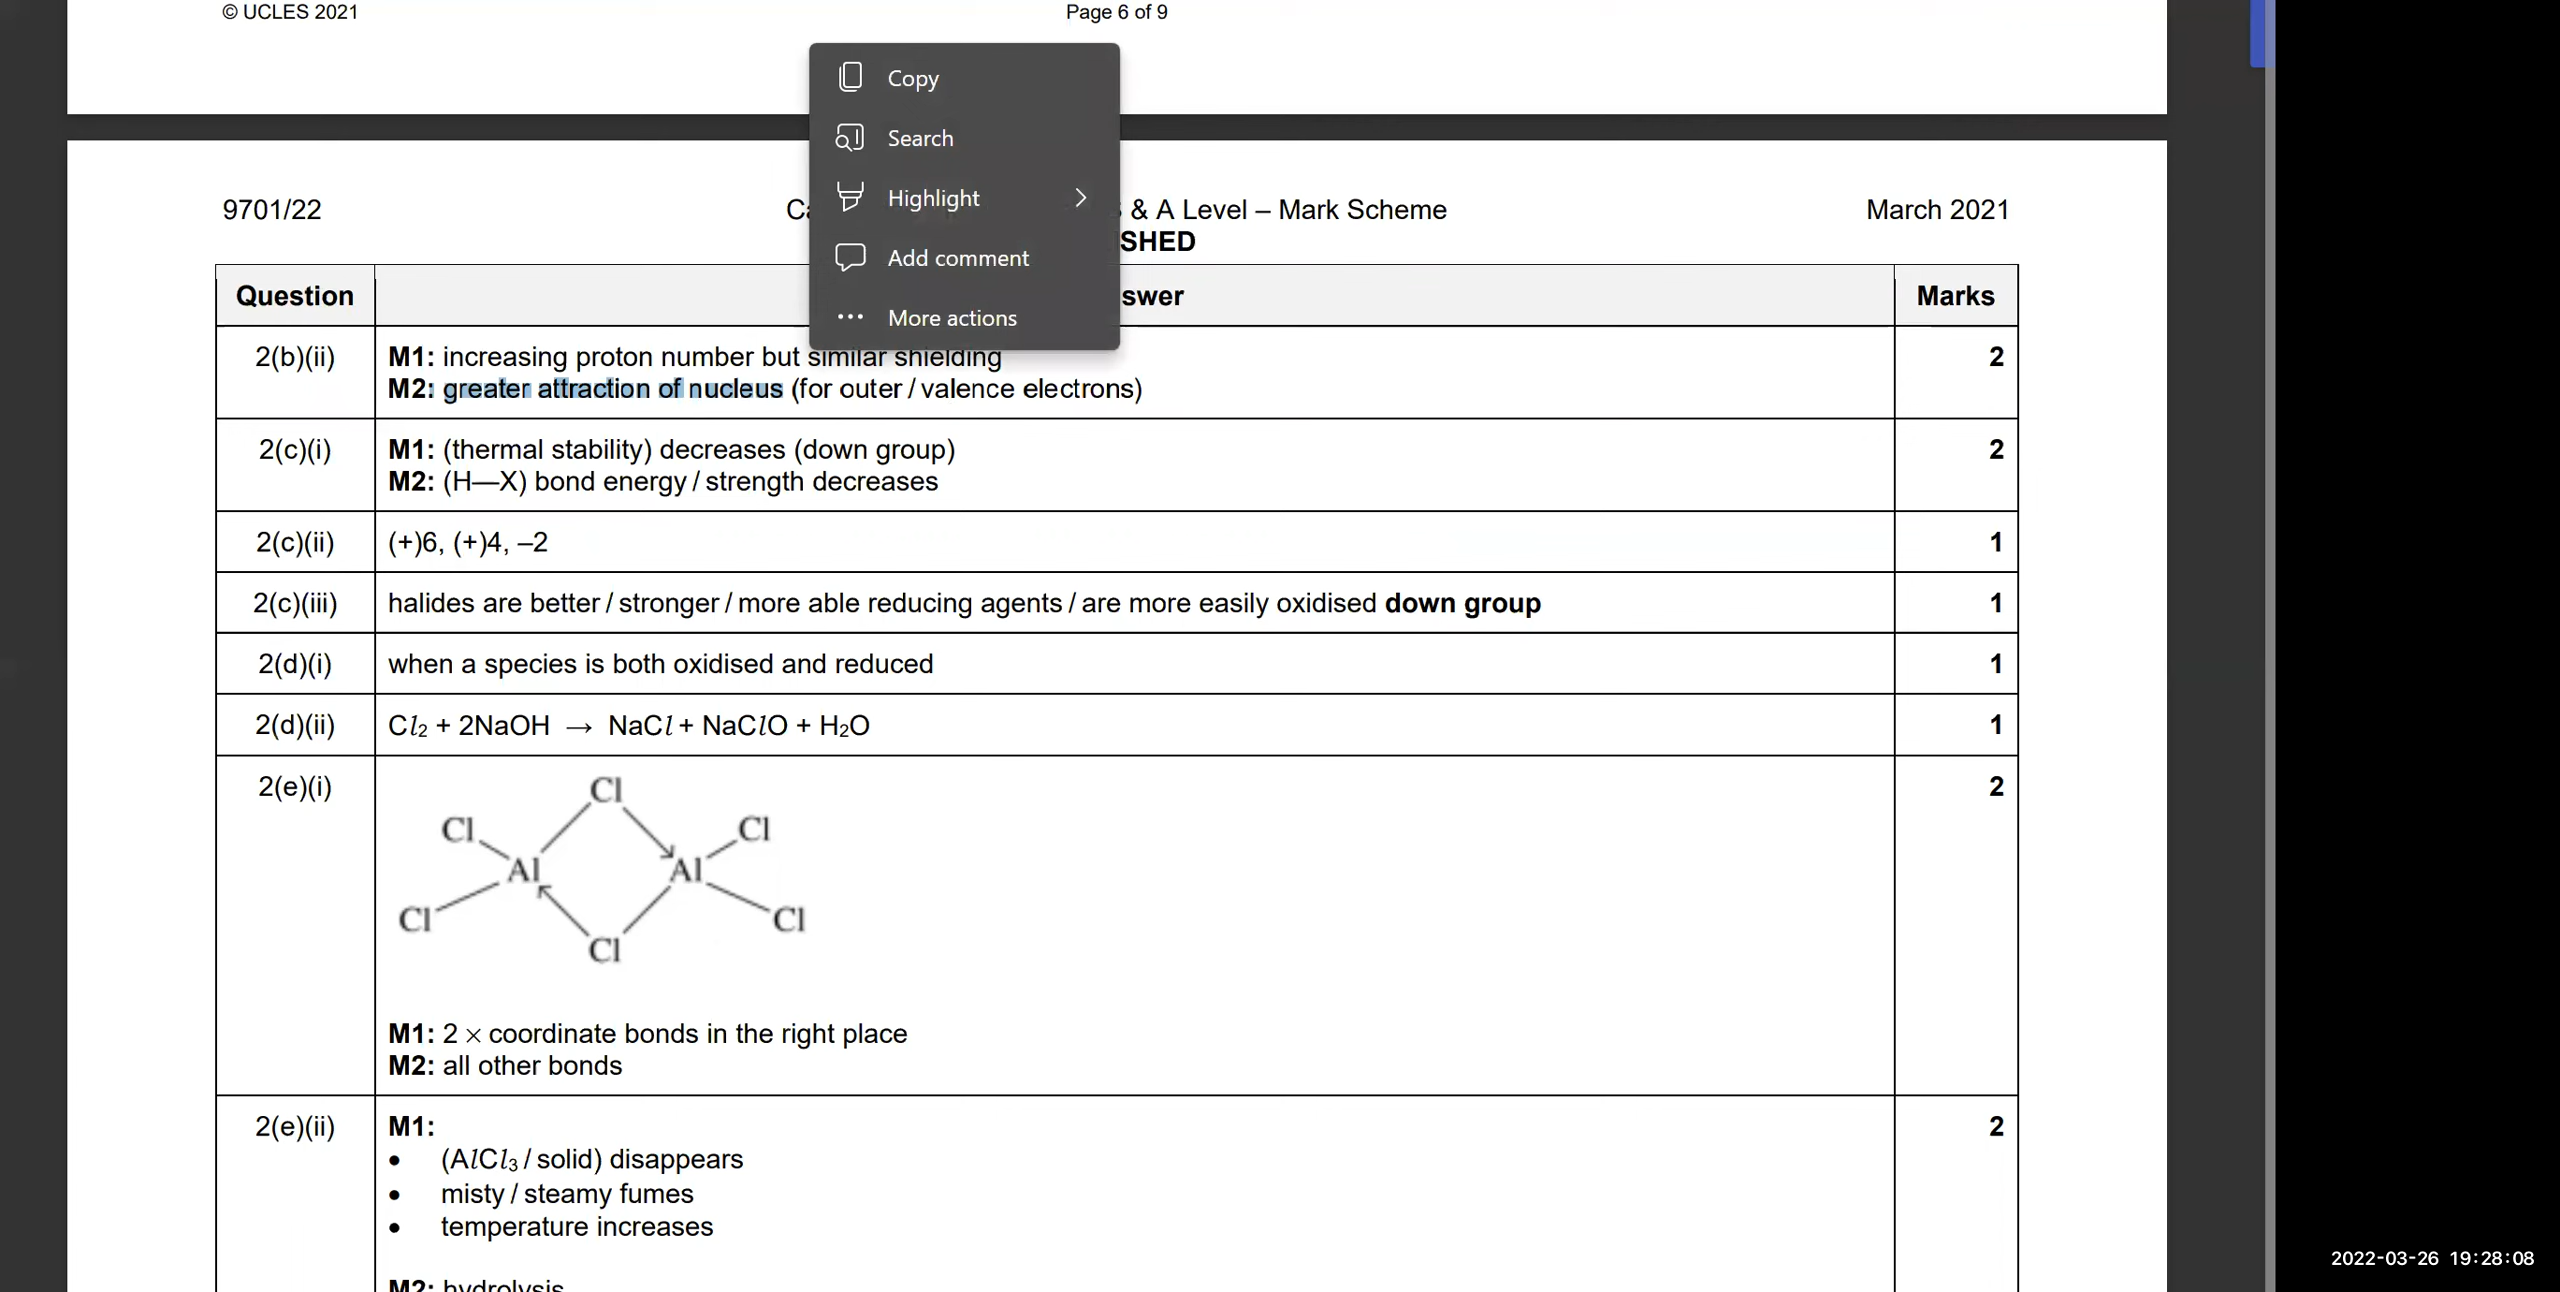 © UCLES 2021 Page 6 of 9
Copy
Search
Highlight
Add comment
More actions
9701/22 & A Level – Mark Scheme March 2021
SHED
Question swer Marks
2(b)(ii) M1: increasing proton number but similar shielding 2
M2: greater attraction of nucleus (for outer / valence electrons)
2(c)(i) M1: (thermal stability) decreases (down group) 2
M2: (H—X) bond energy / strength decreases
2(c)(ii) (+)6, (+)4, –2 1
2(c)(iii) halides are better / stronger / more able reducing agents / are more easily oxidised down group 1
2(d)(i) when a species is both oxidised and reduced 1
2(d)(ii) Cl₂ + 2NaOH → NaCl + NaClO + H₂O 1
2(e)(i) 2
Cl
Cl Cl
Al Al
Cl Cl
Cl
M1: 2 × coordinate bonds in the right place
M2: all other bonds
2(e)(ii) M1: 2
• (AlCl₃ / solid) disappears
• misty / steamy fumes
• temperature increases
M2: hydrolysis
2022-03-26 19:28:08